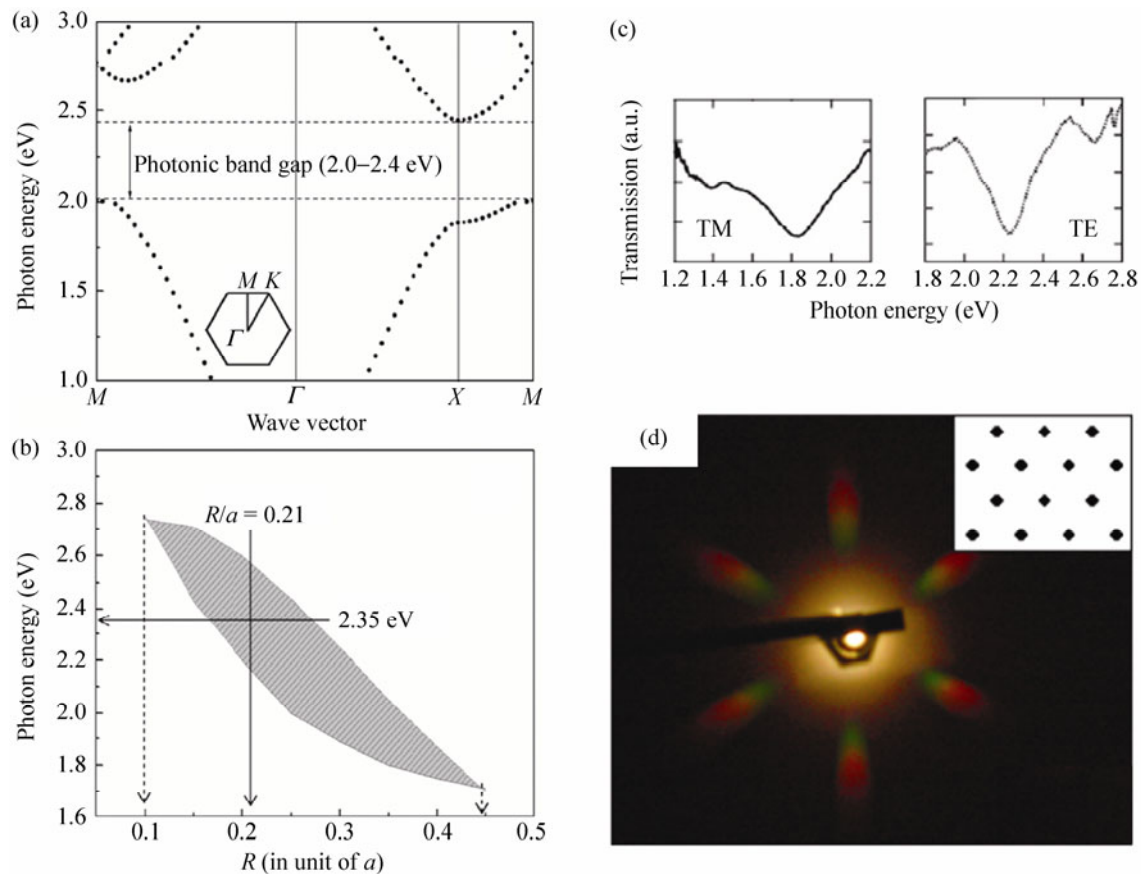 (a)
3.0
2.5
2.0
1.5
1.0
Photon energy (eV)
Photonic band gap (2.0–2.4 eV)
M K
Γ
M Γ X M
Wave vector
(b)
3.0
2.8
2.6
2.4
2.2
2.0
1.8
1.6
Photon energy (eV)
R/a = 0.21
2.35 eV
0.1 0.2 0.3 0.4 0.5
R (in unit of a)
(c)
Transmission (a.u.)
TM
TE
1.2 1.4 1.6 1.8 2.0 2.2
1.8 2.0 2.2 2.4 2.6 2.8
Photon energy (eV)
(d)